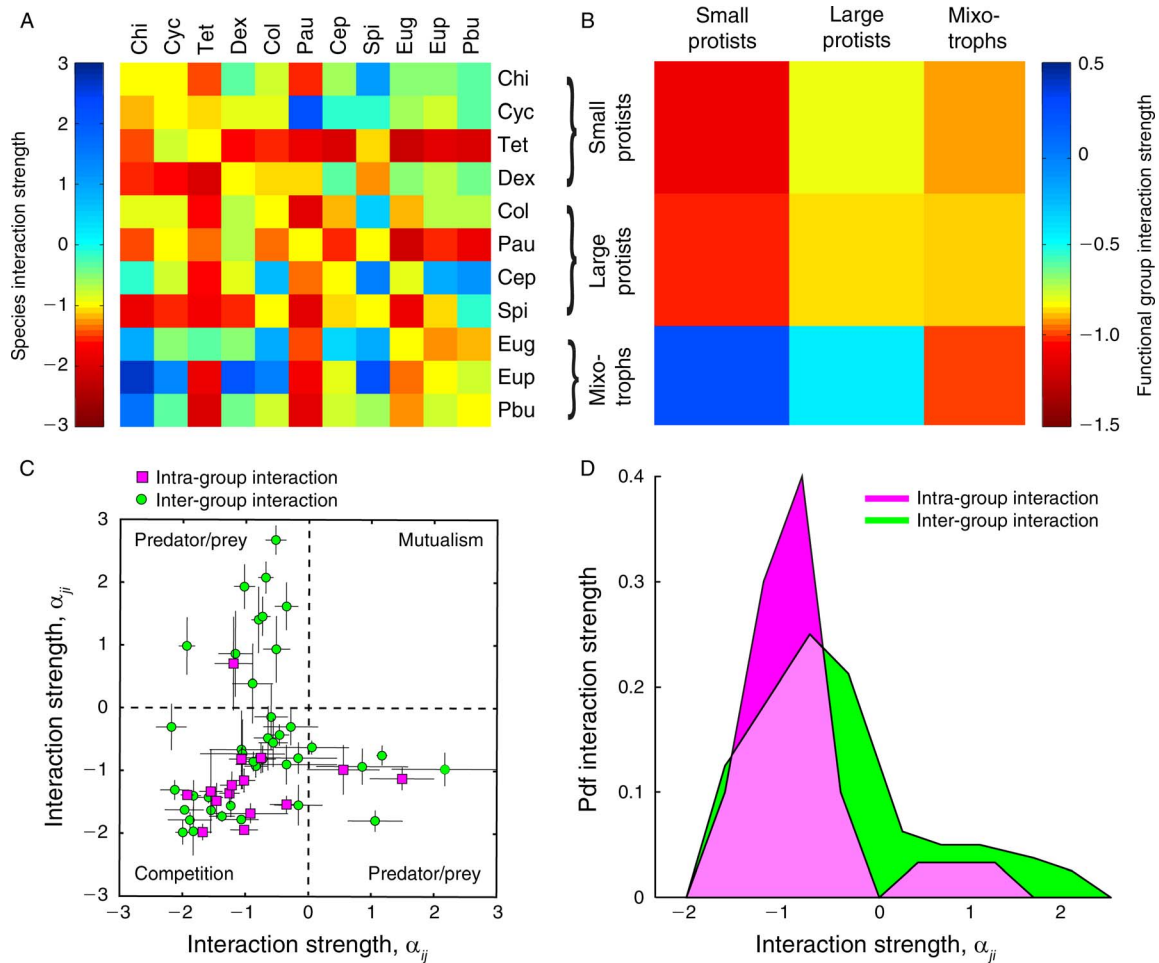 A
Chi Cyc Tet Dex Col Pau Cep Spi Eug Eup Pbu
Species interaction strength
3
2
1
0
−1
−2
−3
Chi
Cyc
Tet
Dex
Col
Pau
Cep
Spi
Eug
Eup
Pbu
B
Small protists
Large protists
Mixo-trophs
Small protists
Large protists
Mixo-trophs
0.5
0
−0.5
−1.0
−1.5
Functional group interaction strength
C
Intra-group interaction
Inter-group interaction
Interaction strength, αji
3
2
1
0
−1
−2
−3
Predator/prey
Mutualism
Competition
Predator/prey
−3 −2 −1 0 1 2 3
Interaction strength, αij
D
Intra-group interaction
Inter-group interaction
Pdf interaction strength
0.4
0.3
0.2
0.1
0
−2 −1 0 1 2
Interaction strength, αji